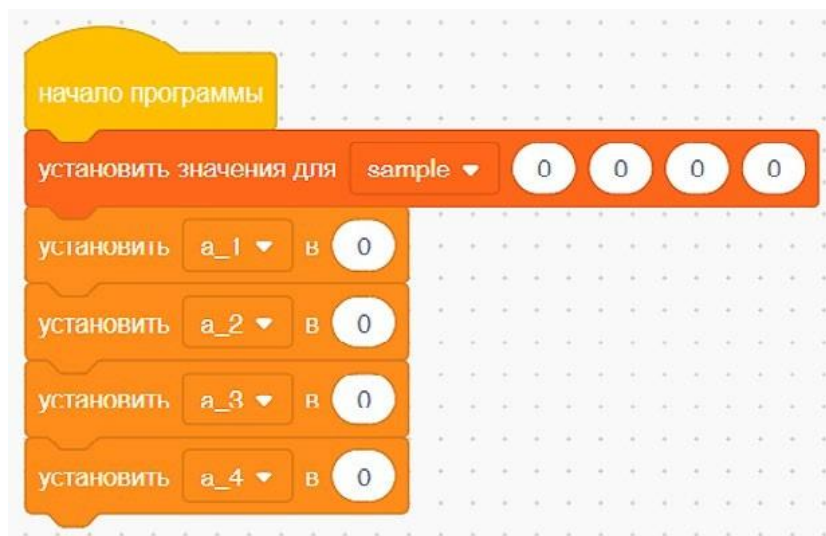 начало программы
установить значения для sample 0 0 0 0
установить a_1 в 0
установить a_2 в 0
установить a_3 в 0
установить a_4 в 0